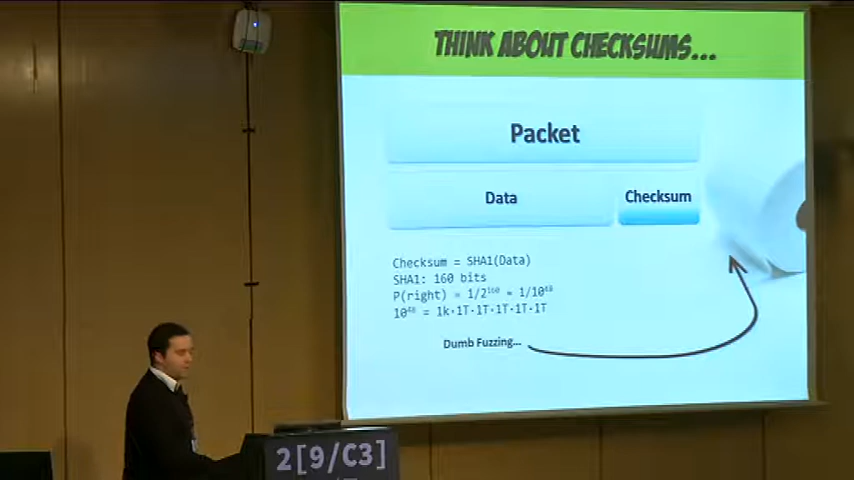 THINK ABOUT CHECKSUMS...
Packet
Data
Checksum
Checksum = SHA1(Data)
SHA1: 160 bits
P(right) = 1/2¹⁶⁰ = 1/10⁴⁸
10⁴⁸ = 1k·1T·1T·1T·1T
Dumb Fuzzing...
2[9/C3]